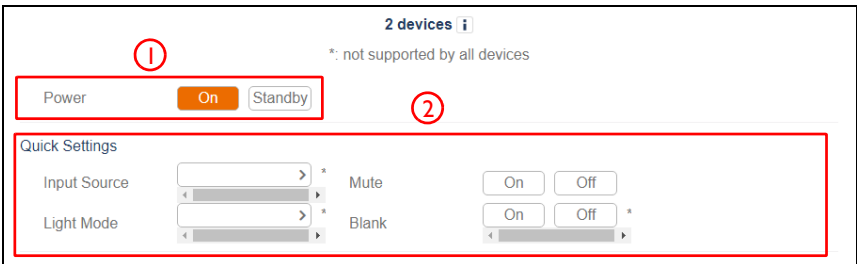 2 devices i
1
*: not supported by all devices
Power On Standby
2
Quick Settings
Input Source > * Mute On Off
Light Mode > * Blank On Off *